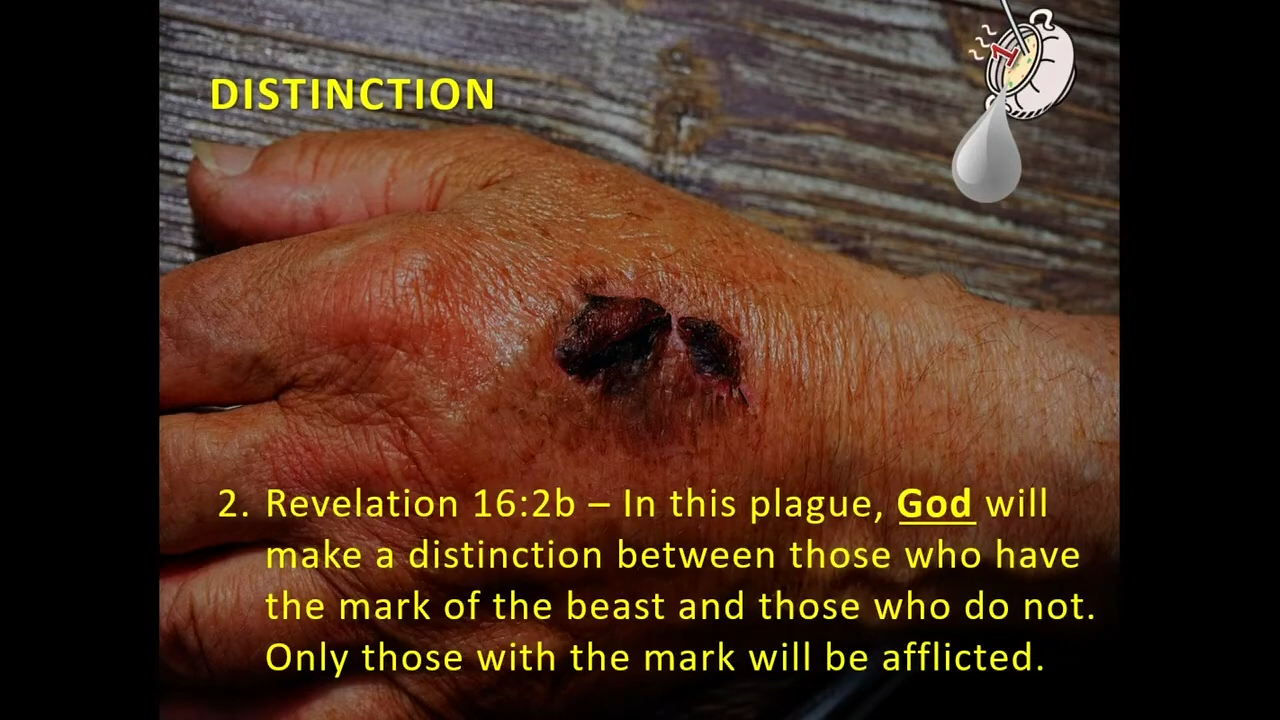 DISTINCTION
1
2. Revelation 16:2b – In this plague, God will
make a distinction between those who have
the mark of the beast and those who do not.
Only those with the mark will be afflicted.